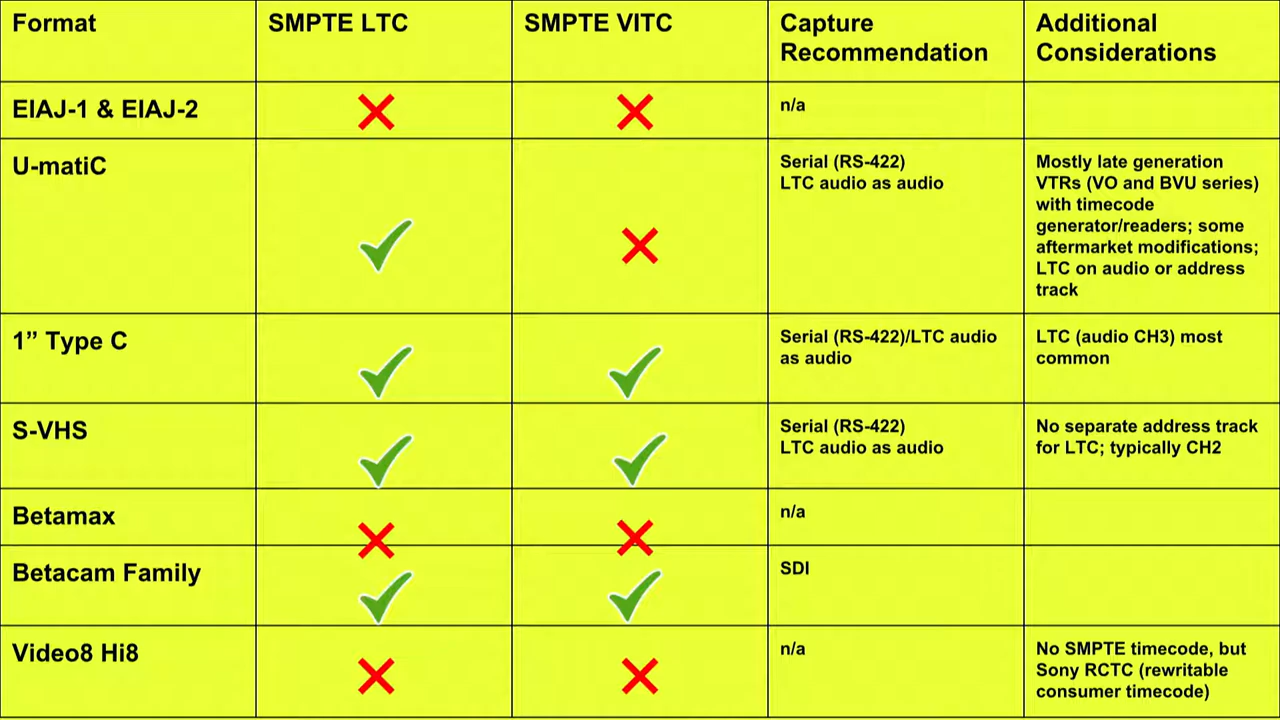 Format
SMPTE LTC
SMPTE VITC
Capture
Recommendation
Additional
Considerations
EIAJ-1 & EIAJ-2
n/a
U-matiC
Serial (RS-422)
LTC audio as audio
Mostly late generation
VTRs (VO and BVU series)
with timecode
generator/readers; some
aftermarket modifications;
LTC on audio or address
track
1” Type C
Serial (RS-422)/LTC audio
as audio
LTC (audio CH3) most
common
S-VHS
Serial (RS-422)
LTC audio as audio
No separate address track
for LTC; typically CH2
Betamax
n/a
Betacam Family
SDI
Video8 Hi8
n/a
No SMPTE timecode, but
Sony RCTC (rewritable
consumer timecode)